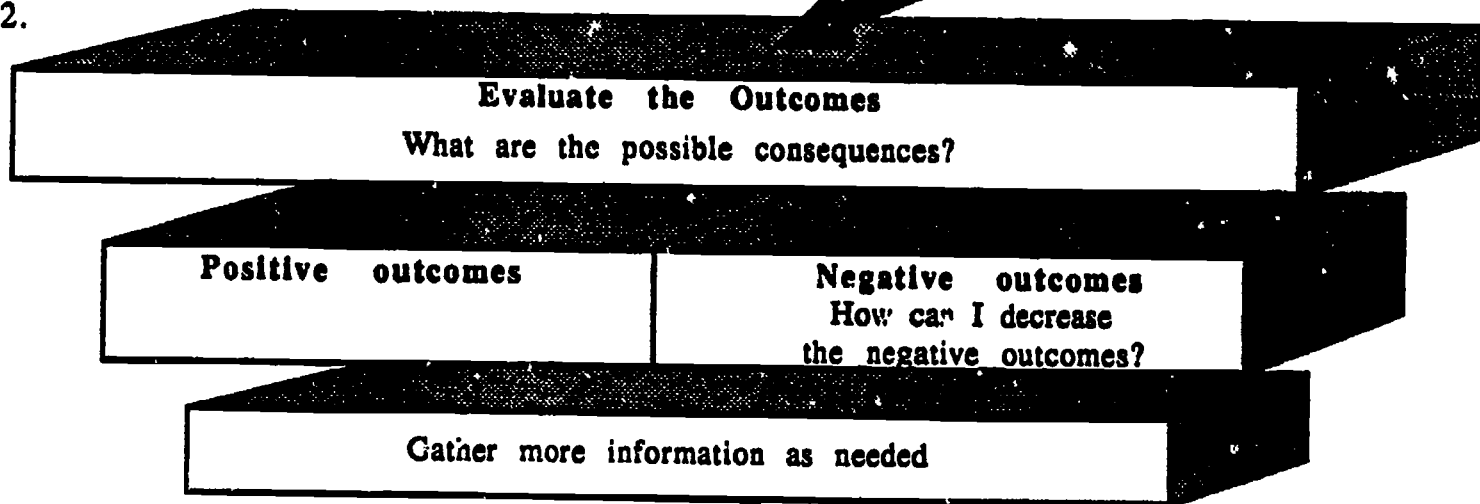 2.
Evaluate the Outcomes
What are the possible consequences?
Positive outcomes
Negative outcomes
How can I decrease
the negative outcomes?
Gather more information as needed